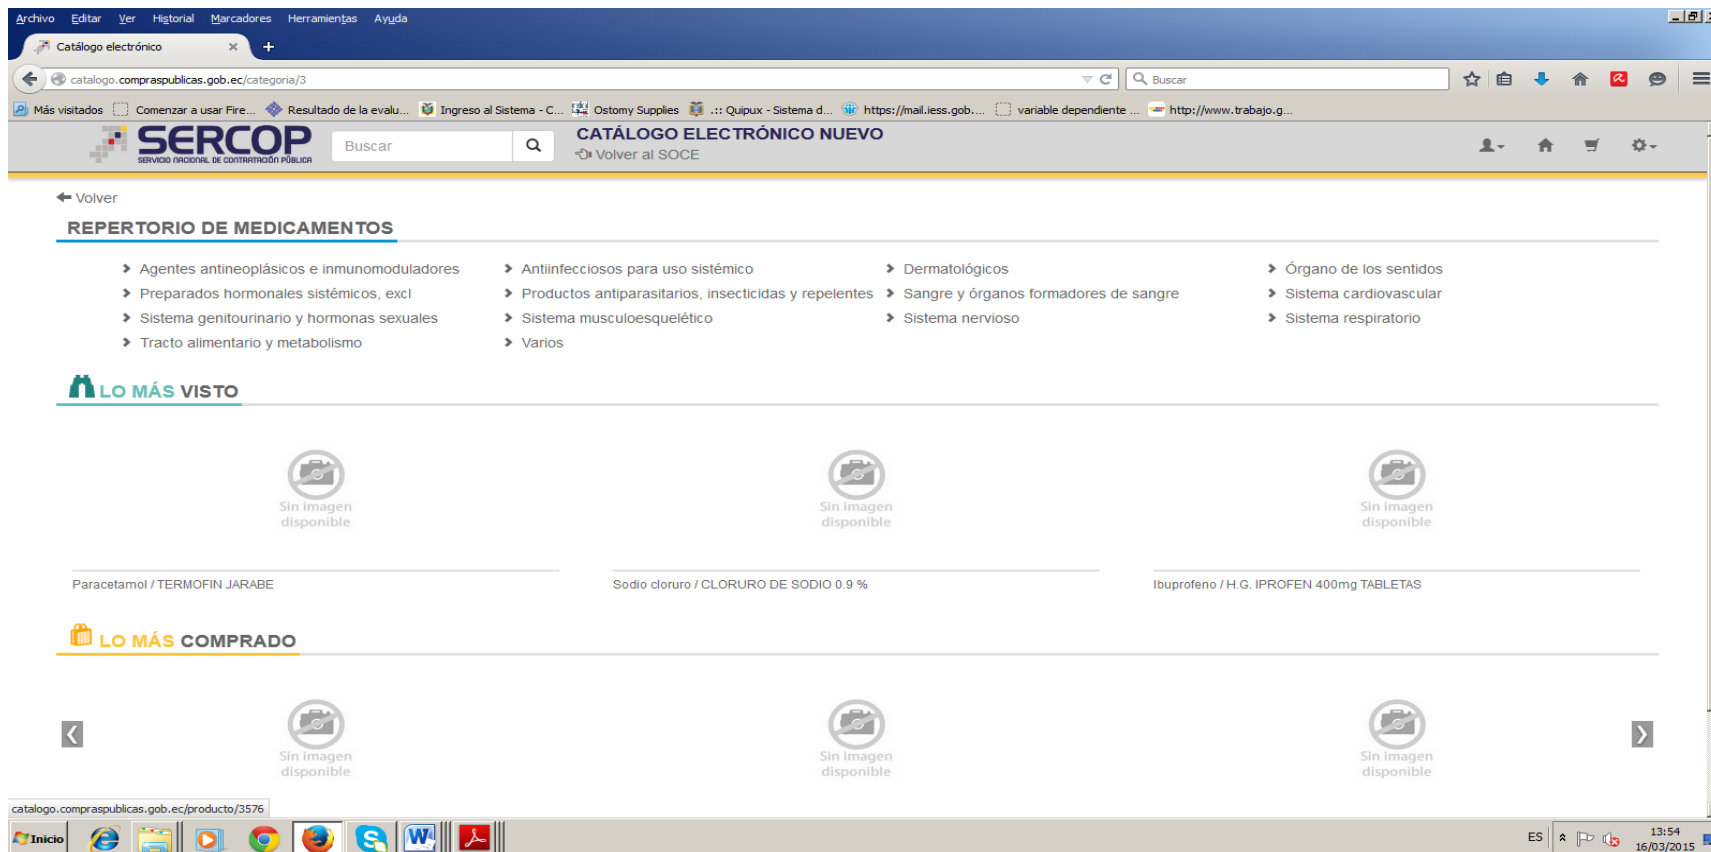 Archivo Editar Ver Historial Marcadores Herramientas Ayuda
Catálogo electrónico
catalogo.compraspublicas.gob.ec/categoria/3
Buscar
Más visitados Comenzar a usar Fire... Resultado de la evalu... Ingreso al Sistema - C... Ostomy Supplies .:: Quipux - Sistema d... https://mail.iess.gob.... variable dependiente ... http://www.trabajo.g...
SERCOP
SERVICIO NACIONAL DE CONTRATACIÓN PÚBLICA
Buscar
CATÁLOGO ELECTRÓNICO NUEVO
Volver al SOCE
Volver
REPERTORIO DE MEDICAMENTOS
Agentes antineoplásicos e inmunomoduladores Antiinfecciosos para uso sistémico Dermatológicos Órgano de los sentidos
Preparados hormonales sistémicos, excl Productos antiparasitarios, insecticidas y repelentes Sangre y órganos formadores de sangre Sistema cardiovascular
Sistema genitourinario y hormonas sexuales Sistema musculoesquelético Sistema nervioso Sistema respiratorio
Tracto alimentario y metabolismo Varios
LO MÁS VISTO
Sin imagen disponible
Sin imagen disponible
Sin imagen disponible
Paracetamol / TERMOFIN JARABE
Sodio cloruro / CLORURO DE SODIO 0.9 %
Ibuprofeno / H.G. IPROFEN 400mg TABLETAS
LO MÁS COMPRADO
Sin imagen disponible
Sin imagen disponible
Sin imagen disponible
catalogo.compraspublicas.gob.ec/producto/3576
Inicio
ES
13:54
16/03/2015